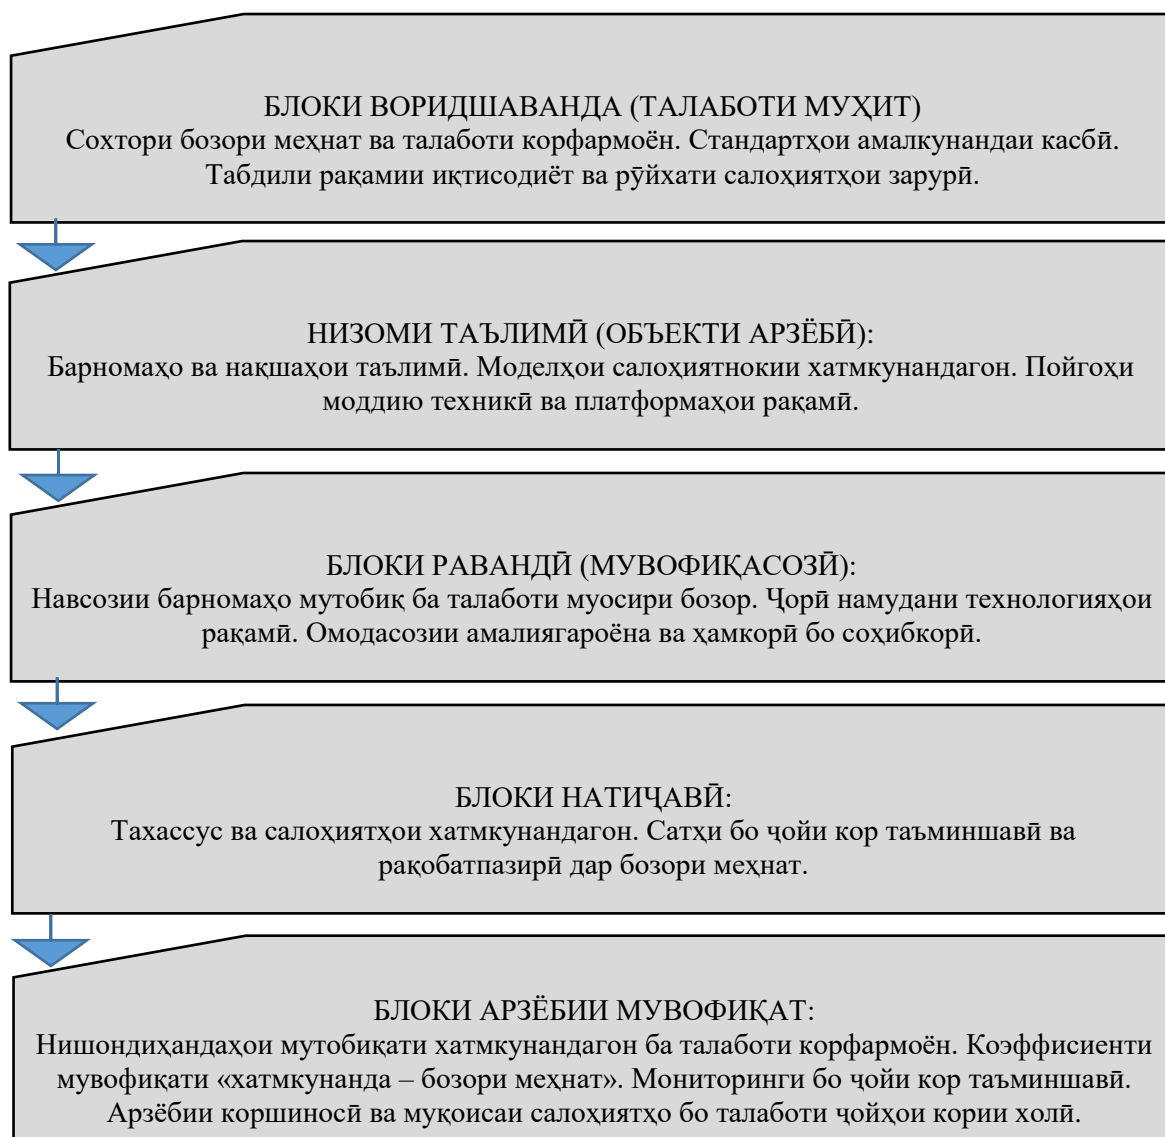 БЛОКИ ВОРИДШАВАНДА (ТАЛАБОТИ МУҲИТ)
Сохтори бозори меҳнат ва талаботи корфармоён. Стандартҳои амалкунандаи касбӣ.
Табдили рақамии иқтисодиёт ва рӯйхати салоҳиятҳои зарурӣ.
НИЗОМИ ТАЪЛИМӢ (ОБЪЕКТИ АРЗЁБӢ):
Барномаҳо ва нақшаҳои таълимӣ. Моделҳои салоҳиятнокии хатмкунандагон. Пойгоҳи
моддию техникӣ ва платформаҳои рақамӣ.
БЛОКИ РАВАНДӢ (МУВОФИҚАСОЗӢ):
Навсозии барномаҳо мутобиқ ба талаботи муосири бозор. Ҷорӣ намудани технологияҳои
рақамӣ. Омодасозии амалиягароёна ва ҳамкорӣ бо соҳибкорӣ.
БЛОКИ НАТИҶАВӢ:
Тахассус ва салоҳиятҳои хатмкунандагон. Сатҳи бо ҷойи кор таъминшавӣ ва
рақобатпазирӣ дар бозори меҳнат.
БЛОКИ АРЗЁБИИ МУВОФИҚАТ:
Нишондиҳандаҳои мутобиқати хатмкунандагон ба талаботи корфармоён. Коэффисиенти
мувофиқати «хатмкунанда – бозори меҳнат». Мониторинги бо ҷойи кор таъминшавӣ.
Арзёбии коршиносӣ ва муқоисаи салоҳиятҳо бо талаботи ҷойҳои кории холӣ.